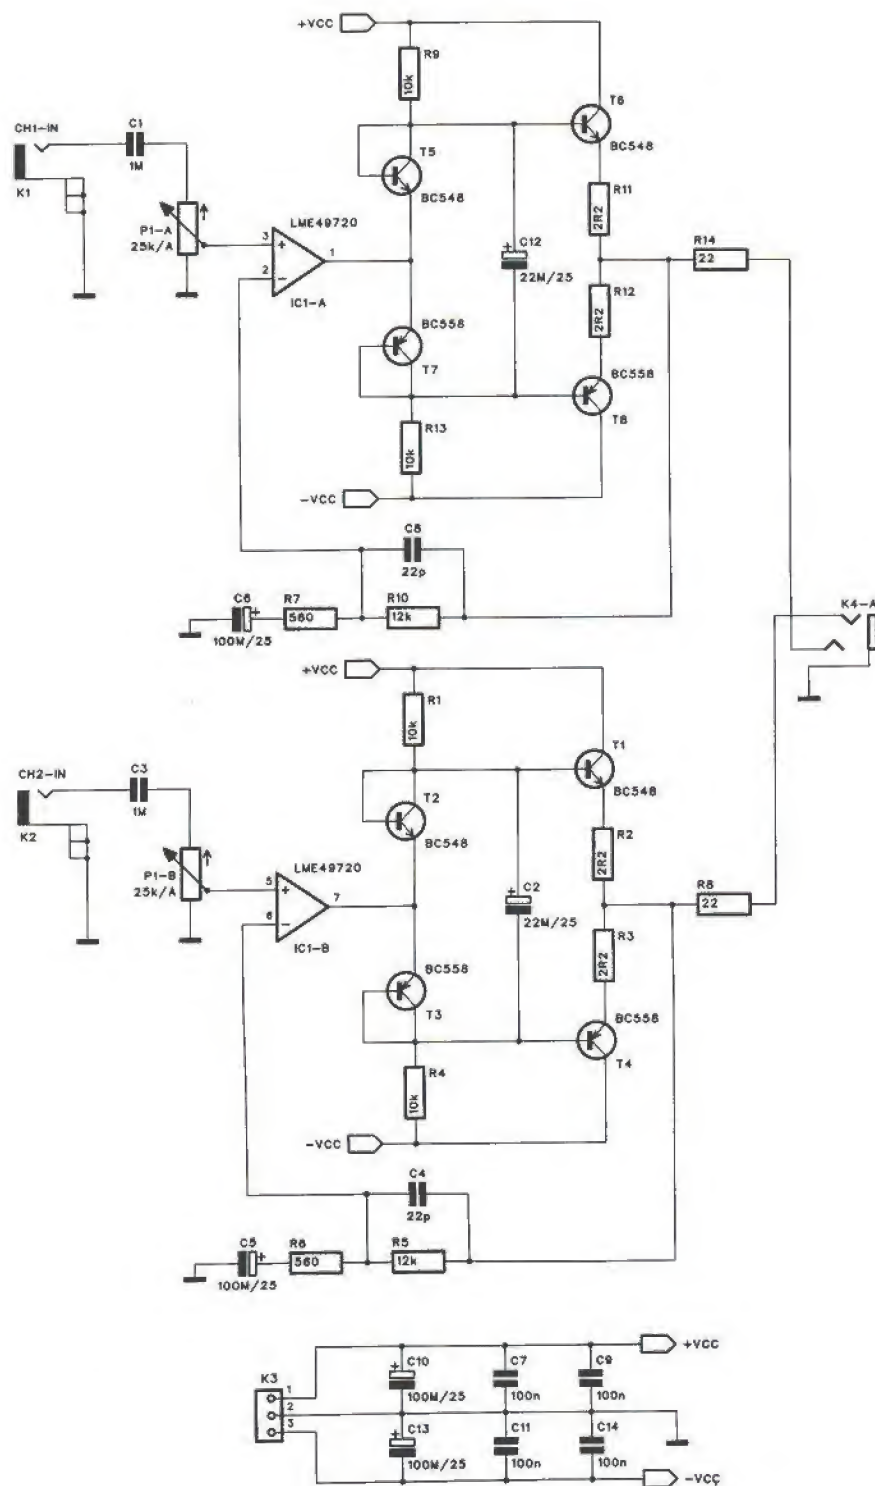 +VCC
R9
10k
T6
BC548
CH1-IN
C1
1M
K1
T5
BC548
R11
2R2
P1-A
25k/A
LME49720
3
1
2
IC1-A
C12
+
22M/25
R14
22
R12
2R2
BC558
T7
BC558
T8
R13
10k
-VCC
C8
22p
C6
+
100M/25
R7
560
R10
12k
K4-A
+VCC
R1
10k
T1
BC548
CH2-IN
C3
1M
K2
T2
BC548
R2
2R2
P1-B
25k/A
LME49720
5
7
6
IC1-B
C2
+
22M/25
R8
22
R3
2R2
BC558
T3
BC558
T4
R4
10k
-VCC
C4
22p
C5
+
100M/25
R6
560
R5
12k
+VCC
K3
1
2
3
+
C10
100M/25
C7
100n
C9
100n
+
C13
100M/25
C11
100n
C14
100n
-VCC